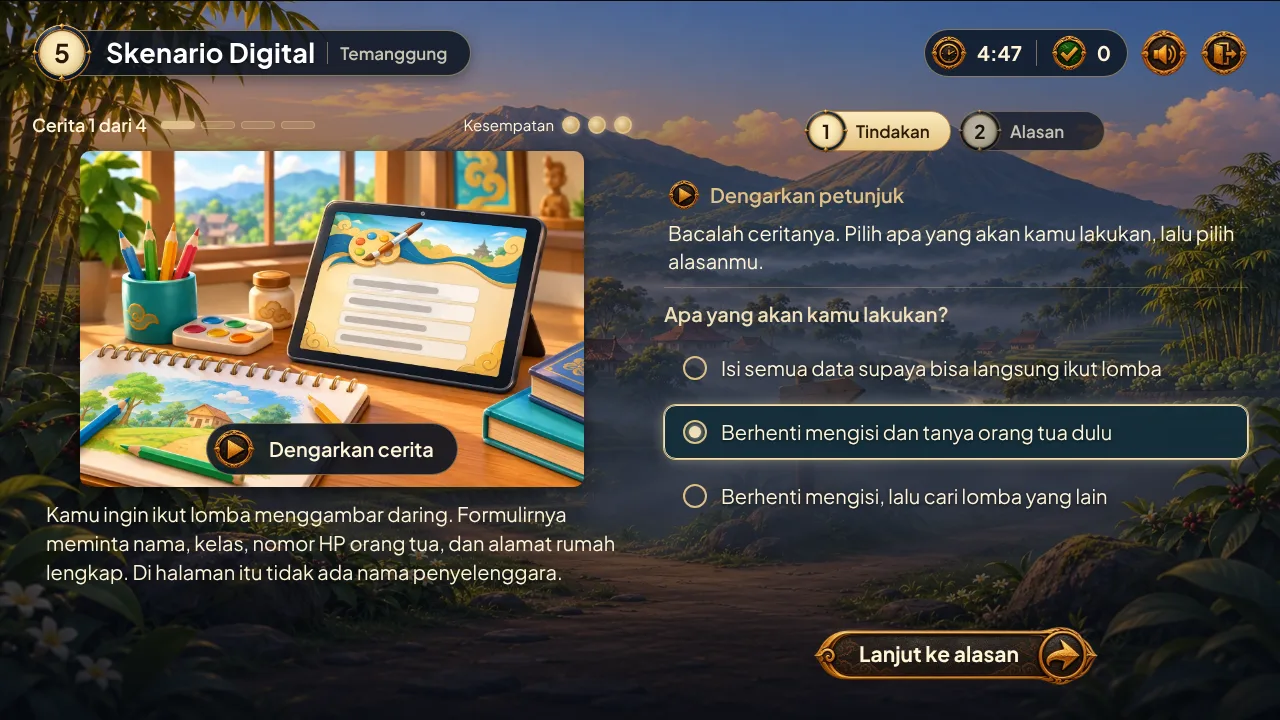 5
Skenario Digital
Temanggung
4:47
0
Cerita 1 dari 4
Kesempatan
1
Tindakan
2
Alasan
Dengarkan cerita
Kamu ingin ikut lomba menggambar daring. Formulirnya
meminta nama, kelas, nomor HP orang tua, dan alamat rumah
lengkap. Di halaman itu tidak ada nama penyelenggara.
Dengarkan petunjuk
Bacalah ceritanya. Pilih apa yang akan kamu lakukan, lalu pilih
alasanmu.
Apa yang akan kamu lakukan?
Isi semua data supaya bisa langsung ikut lomba
Berhenti mengisi dan tanya orang tua dulu
Berhenti mengisi, lalu cari lomba yang lain
Lanjut ke alasan